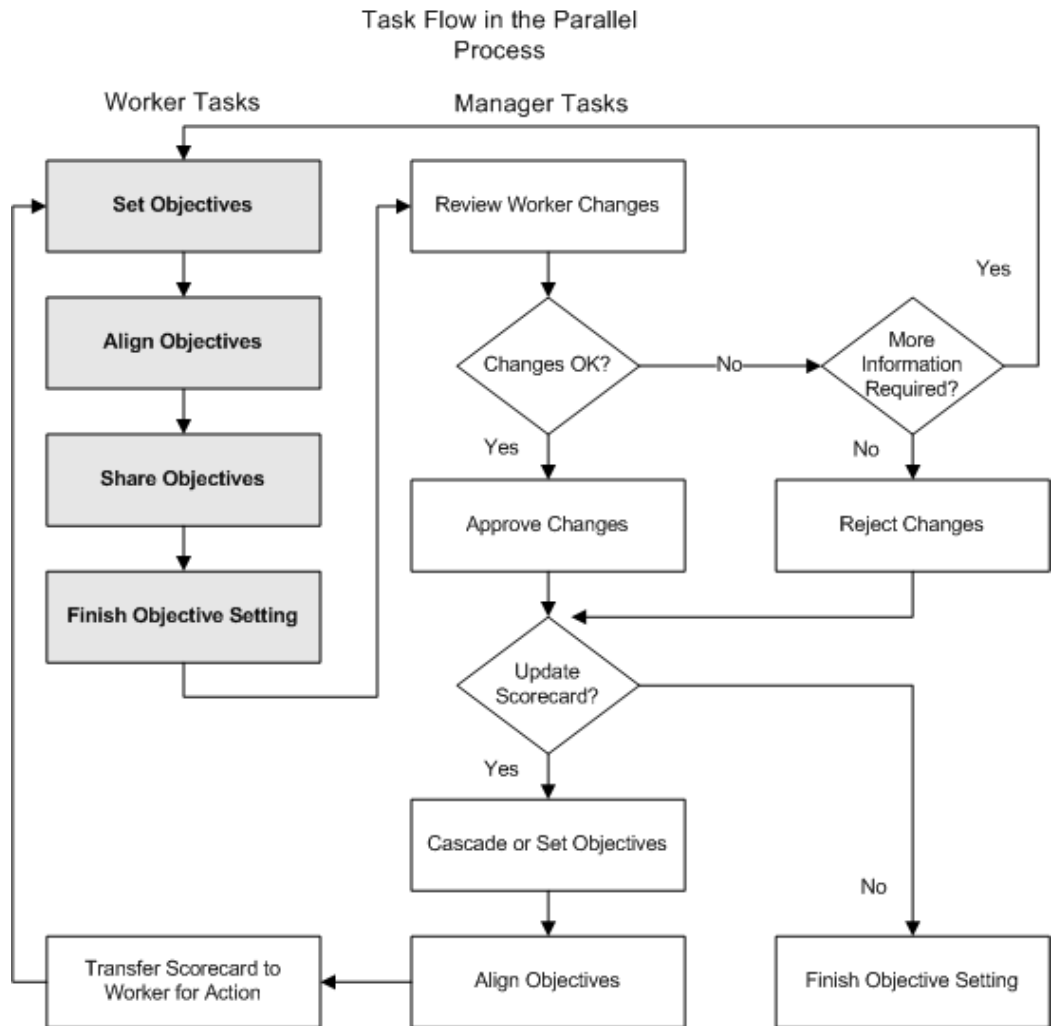 Task Flow in the Parallel
Process
Worker Tasks
Manager Tasks
Set Objectives
Review Worker Changes
Yes
Align Objectives
Changes OK?
No
More
Information
Required?
Yes
No
Share Objectives
Approve Changes
Reject Changes
Finish Objective Setting
Update
Scorecard?
Yes
Cascade or Set Objectives
No
Transfer Scorecard to
Worker for Action
Align Objectives
Finish Objective Setting